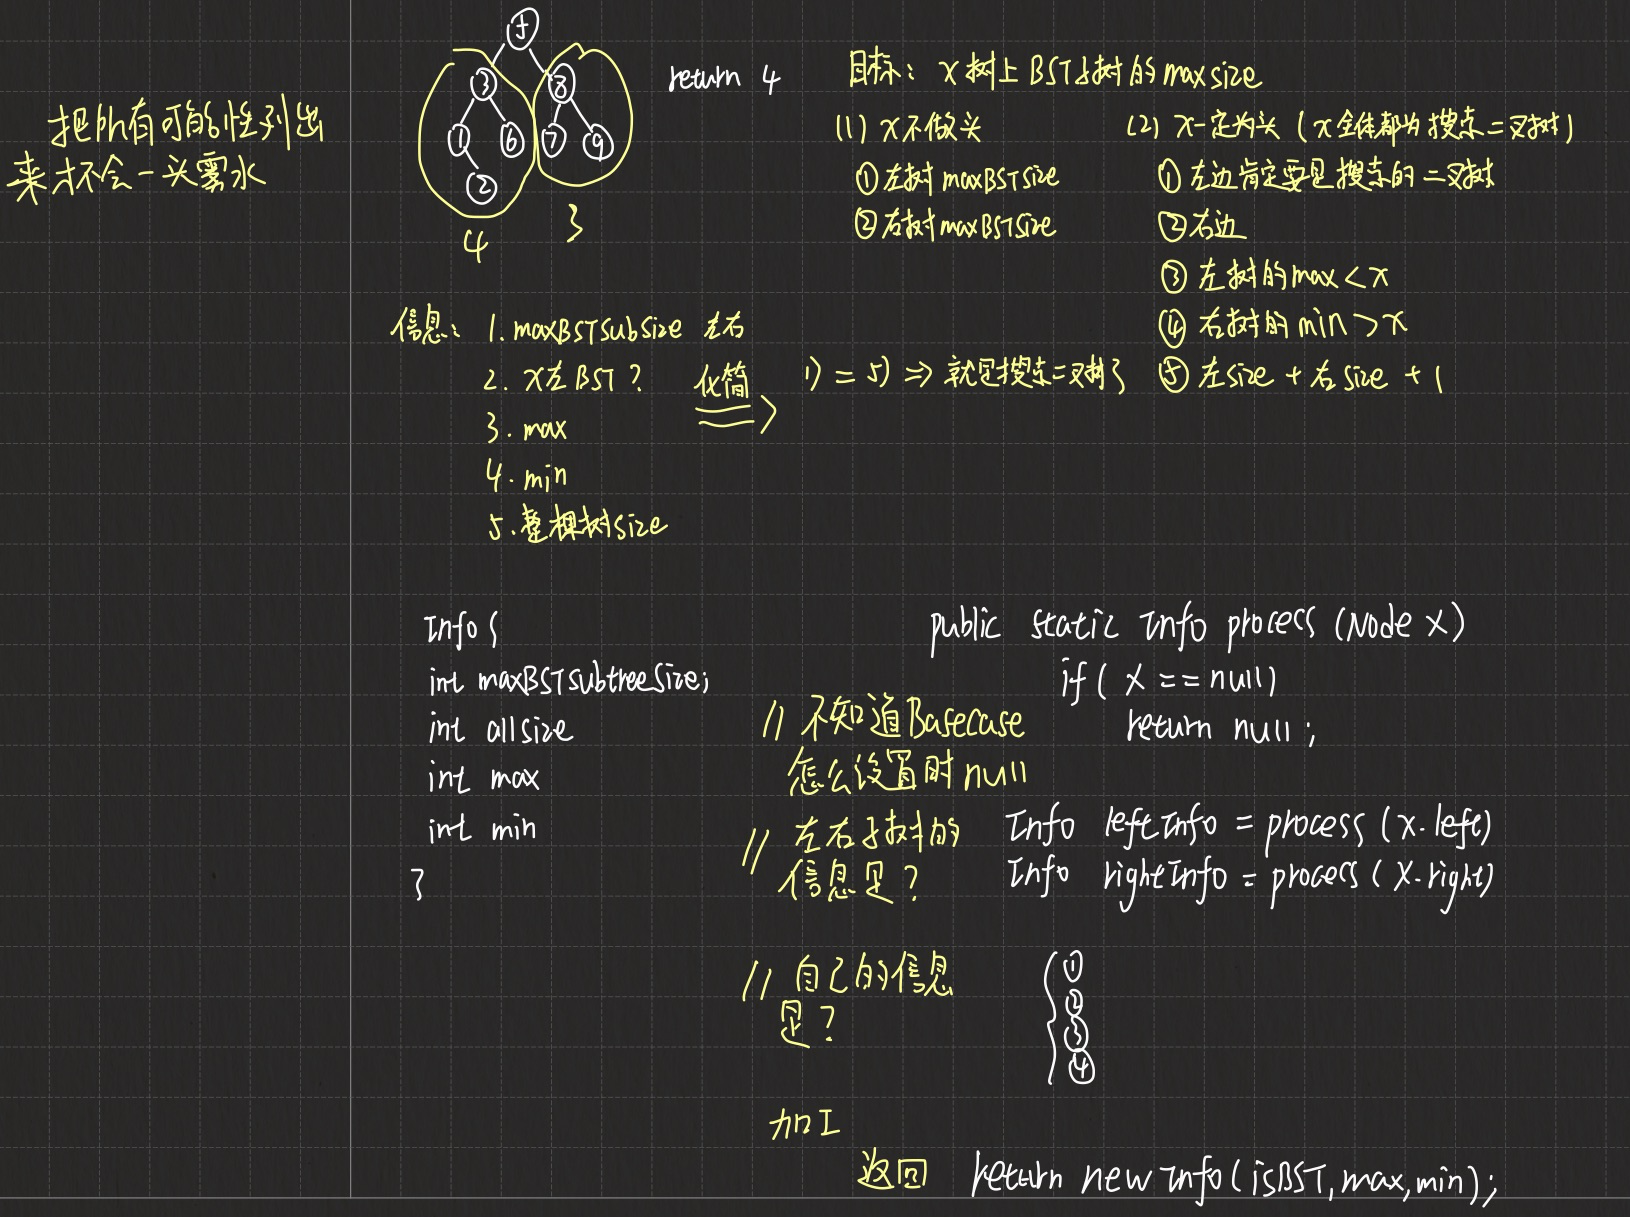 把所有可能性列出
来才不会一头雾水
5
3
8
1
6
7
9
2
4
3
return 4
目标：x树上BST子树的maxsize
(1) x不做头
① 左树 maxBSTsize
② 右树 maxBSTSize
(2) x一定为头 (x全体都为搜索二叉树)
① 左边肯定要是搜索的二叉树
② 右边
③ 左树的max < x
④ 右树的min > x
⑤ 左size + 右size + 1
信息：1. maxBSTsubSize 左右
2. x左BST？
3. max
4. min
5. 整棵树size
化简
1) = 5) ⇒ 就是搜索二叉树了
Info {
int maxBSTsubtreeSize;
int allsize
int max
int min
}
public static Info process (Node x)
if ( x == null)
return null ;
// 不知道Basecase
怎么设置时null
// 左右子树的
信息是？
Info leftInfo = process (x.left)
Info rightInfo = process (x.right)
// 自己的信息
是？
①
②
③
④
加工
返回 return new Info (isBST, max, min);